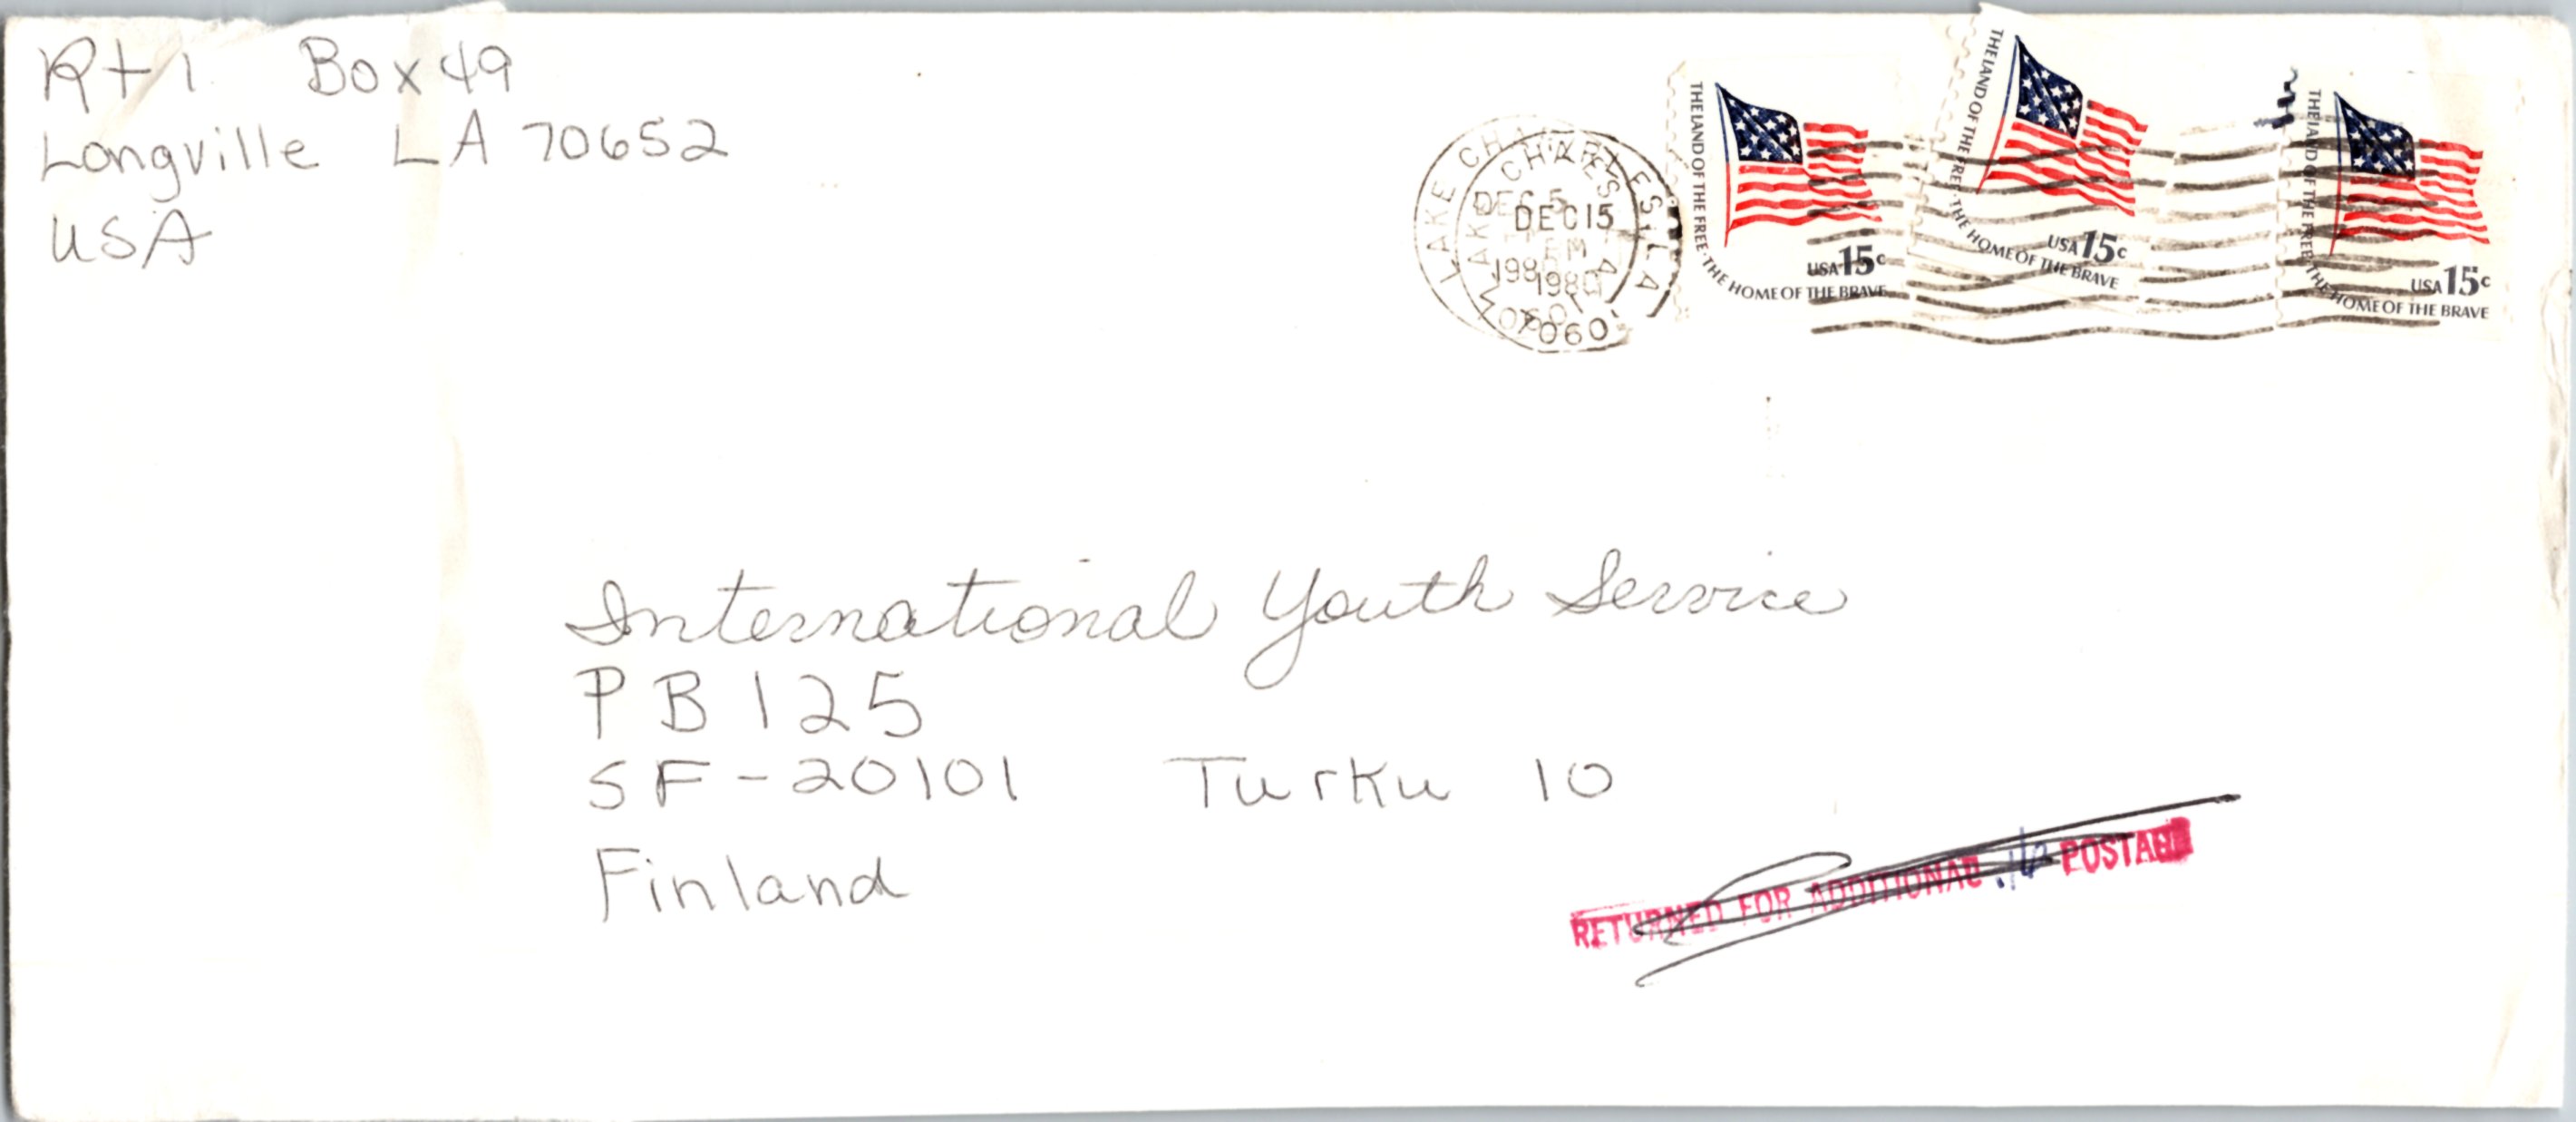 Rt 1 Box 49
Longville LA 70652
USA
LAKE CHARLES, LA
DEC 5
DEC 15
PM
1980
1980
THE LAND OF THE FREE · THE HOME OF THE BRAVE
USA 15c
THE LAND OF THE FREE · THE HOME OF THE BRAVE
USA 15c
THE LAND OF THE FREE · THE HOME OF THE BRAVE
USA 15c
International Youth Service
PB 125
SF-20101 Turku 10
Finland
RETURNED FOR ADDITIONAL POSTAGE